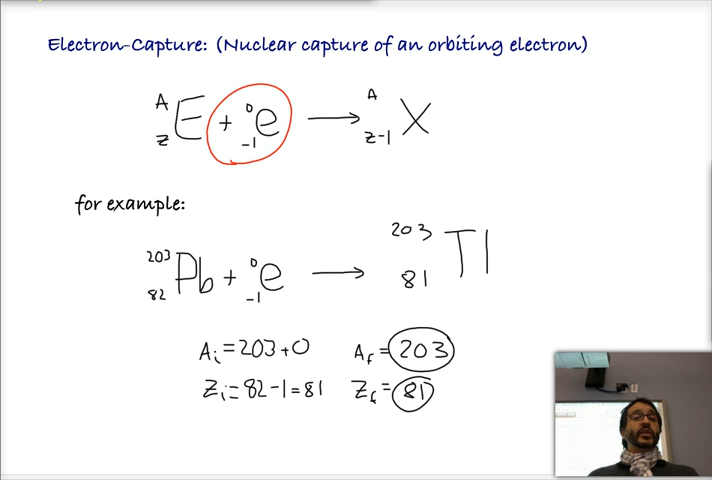 Electron-Capture: (Nuclear capture of an orbiting electron)
A Z E + 0 -1 e → A Z-1 X
for example:
203 82 Pb + 0 -1 e → 203 81 Tl
Ai = 203 + 0 Af = 203
Zi = 82 - 1 = 81 Zf = 81